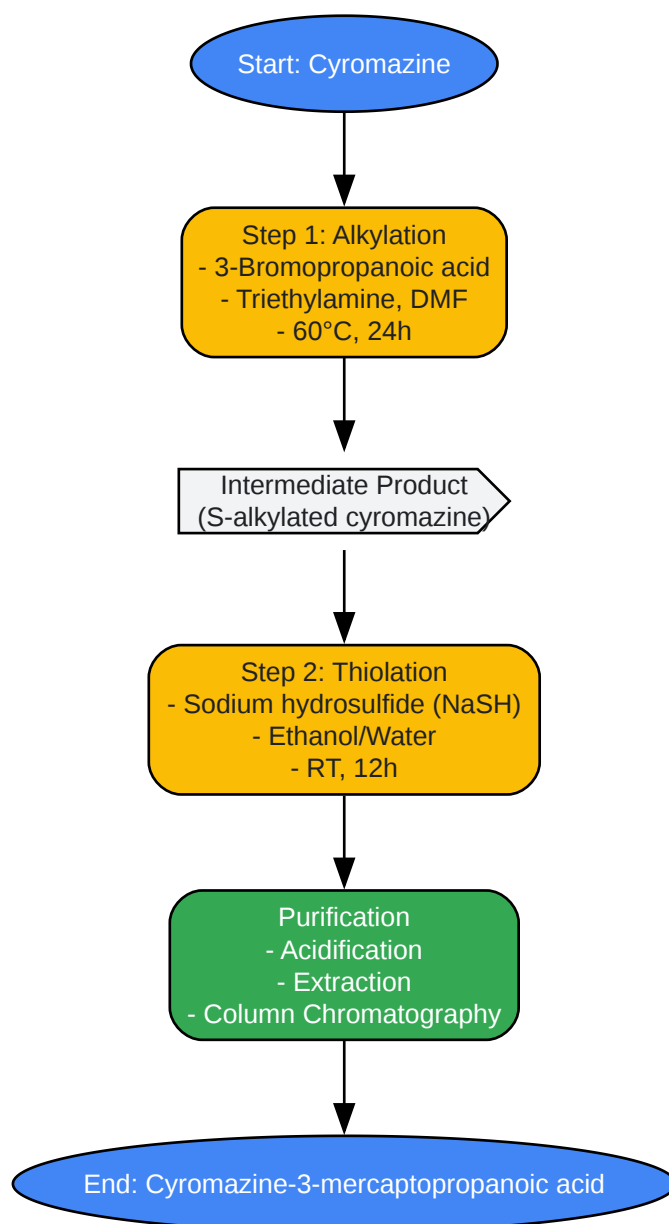 Start: Cyromazine
Step 1: Alkylation
- 3-Bromopropanoic acid
- Triethylamine, DMF
- 60°C, 24h
Intermediate Product
(S-alkylated cyromazine)
Step 2: Thiolation
- Sodium hydrosulfide (NaSH)
- Ethanol/Water
- RT, 12h
Purification
- Acidification
- Extraction
- Column Chromatography
End: Cyromazine-3-mercaptopropanoic acid